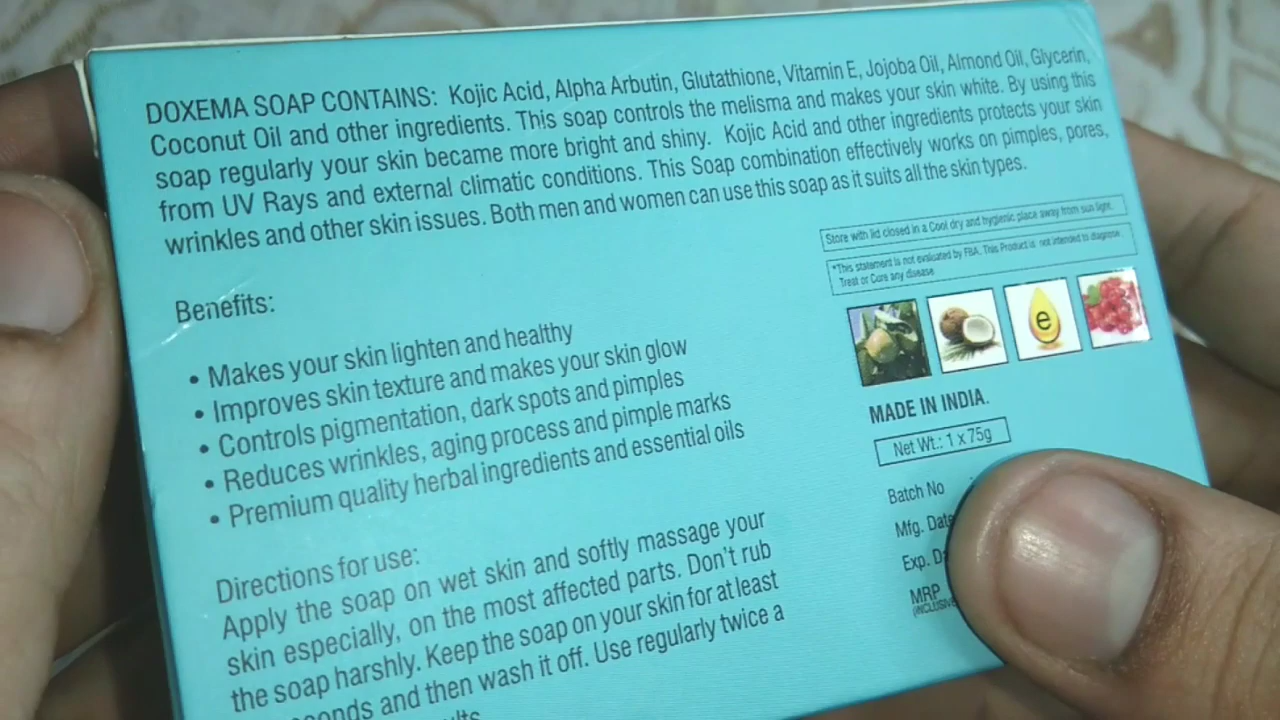 DOXEMA SOAP CONTAINS: Kojic Acid, Alpha Arbutin, Glutathione, Vitamin E, Jojoba Oil, Almond Oil, Glycerin,
Coconut Oil and other ingredients. This soap controls the melisma and makes your skin white. By using this
soap regularly your skin became more bright and shiny. Kojic Acid and other ingredients protects your skin
from UV Rays and external climatic conditions. This Soap combination effectively works on pimples, pores,
wrinkles and other skin issues. Both men and women can use this soap as it suits all the skin types.
Store with lid closed in a Cool dry and hygienic place away from sun light.
*This statement is not evaluated by FBA. This Product is not intended to diagnose.
Treat or Cure any disease
Benefits:
• Makes your skin lighten and healthy
• Improves skin texture and makes your skin glow
• Controls pigmentation, dark spots and pimples
• Reduces wrinkles, aging process and pimple marks
• Premium quality herbal ingredients and essential oils
e
MADE IN INDIA.
Net Wt.: 1 x 75g
Batch No
Mfg. Date
Exp.
MRP
Directions for use:
Apply the soap on wet skin and softly massage your
skin especially, on the most affected parts. Don't rub
the soap harshly. Keep the soap on your skin for at least
and then wash it off. Use regularly twice a